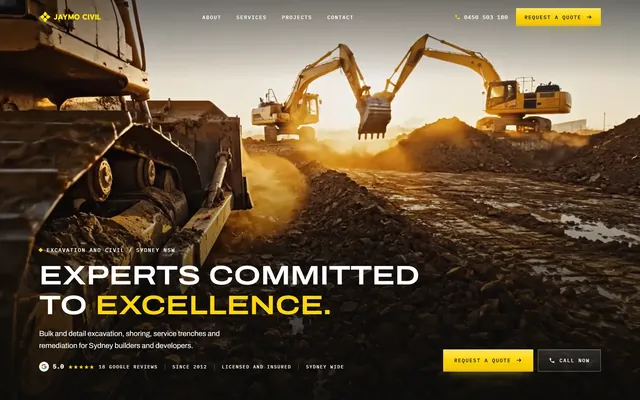 JAYMO CIVIL
ABOUT SERVICES PROJECTS CONTACT
0450 503 180
REQUEST A QUOTE →
EXCAVATION AND CIVIL / SYDNEY NSW
EXPERTS COMMITTED
TO EXCELLENCE.
Bulk and detail excavation, shoring, service trenches and
remediation for Sydney builders and developers.
G 5.0 ★★★★★ 18 GOOGLE REVIEWS SINCE 2012 LICENSED AND INSURED SYDNEY WIDE
REQUEST A QUOTE →
CALL NOW